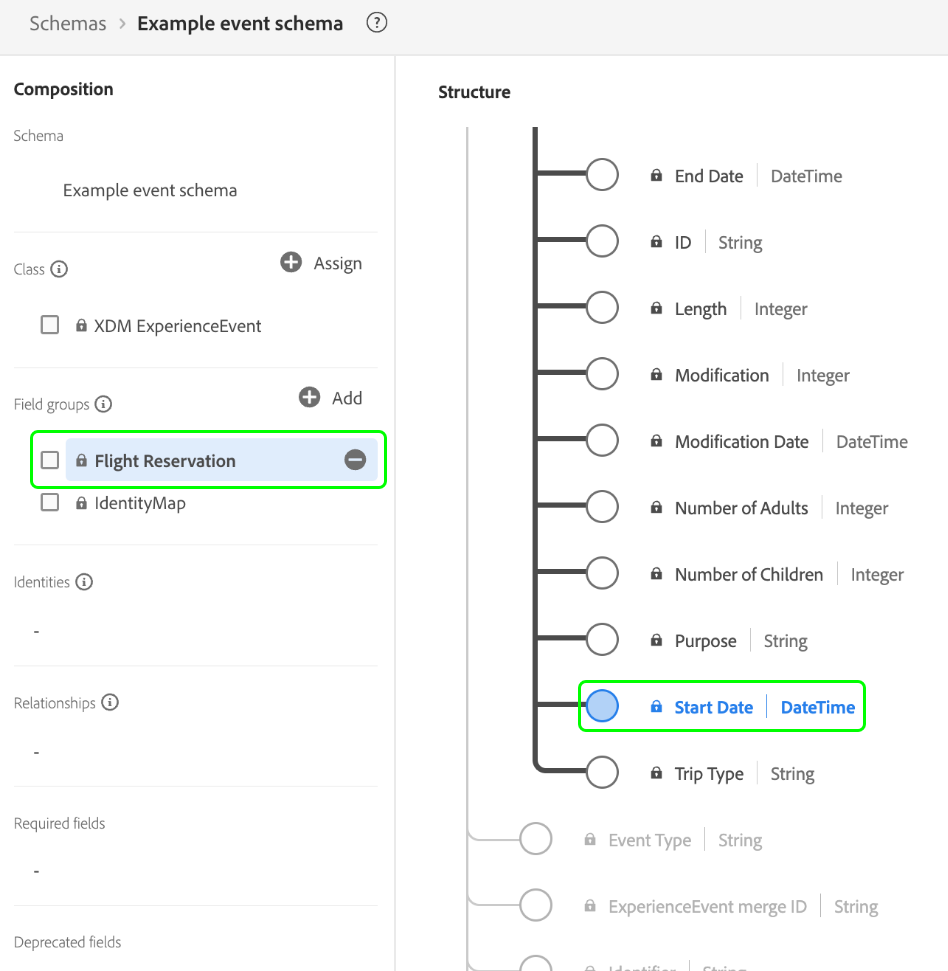 Schemas > Example event schema ?
Composition
Schema
Example event schema
Class
Assign
XDM ExperienceEvent
Field groups
Add
Flight Reservation
IdentityMap
Identities
-
Relationships
-
Required fields
-
Deprecated fields
Structure
End Date | DateTime
ID | String
Length | Integer
Modification | Integer
Modification Date | DateTime
Number of Adults | Integer
Number of Children | Integer
Purpose | String
Start Date | DateTime
Trip Type | String
Event Type | String
ExperienceEvent merge ID | String
Identifier | String